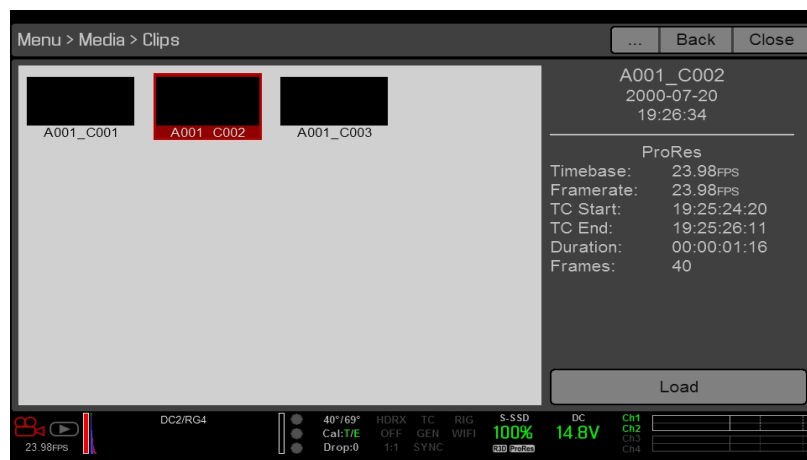 Menu > Media > Clips
... Back Close
A001_C001 A001_C002 A001_C003
A001_C002
2000-07-20
19:26:34
ProRes
Timebase: 23.98FPS
Framerate: 23.98FPS
TC Start: 19:25:24:20
TC End: 19:25:26:11
Duration: 00:00:01:16
Frames: 40
Load
23.98FPS
DC2/RG4
40°/69° HDRX TC RIG
Cal:T/E OFF GEN WIFI
Drop:0 1:1 SYNC
S-SSD
100%
R3D ProRes
DC
14.8V
Ch1
Ch2
Ch3
Ch4